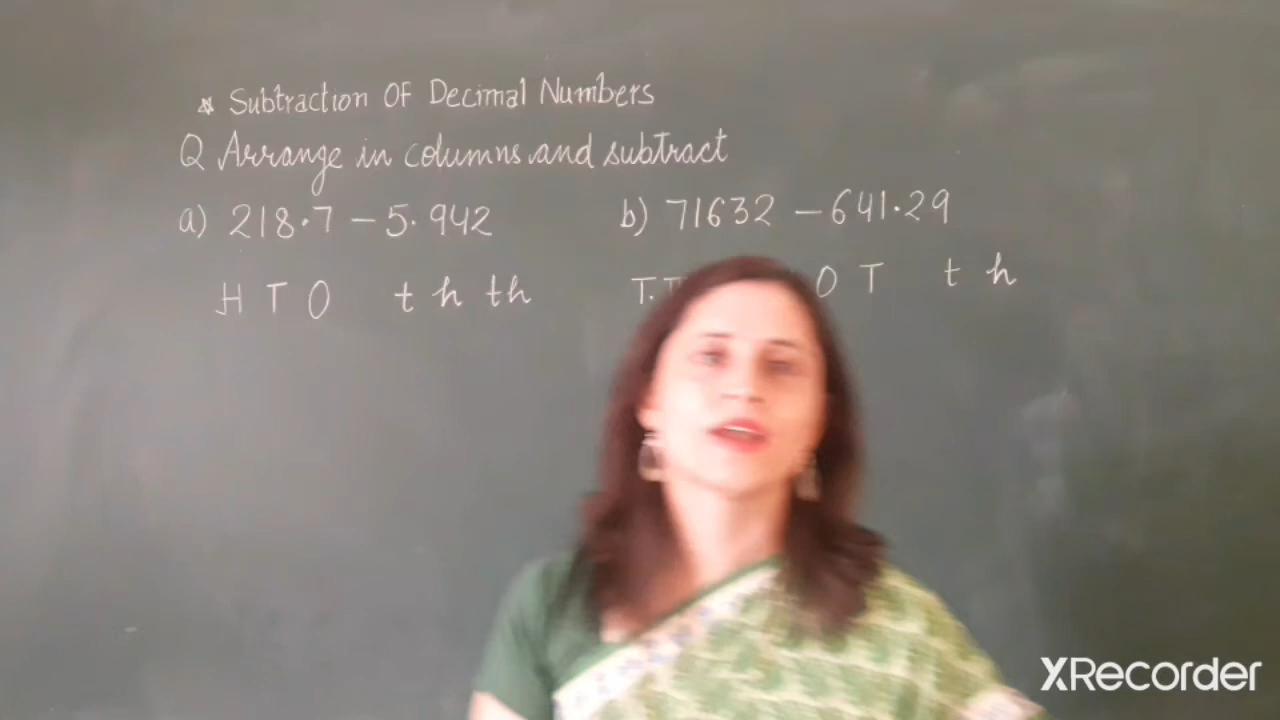 * Subtraction Of Decimal Numbers
Q Arrange in columns and subtract
a) 218.7 - 5.942 b) 71632 - 641.29
H T O t h th O T t h
XRecorder